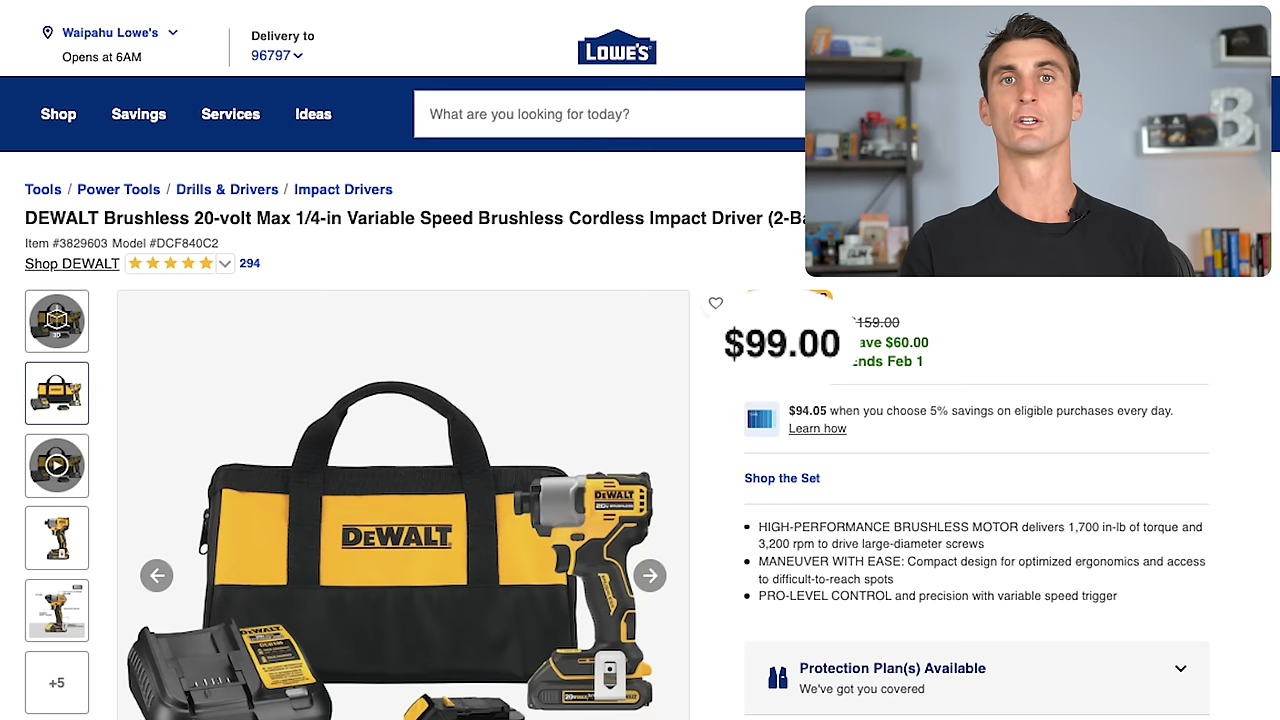 Waipahu Lowe's
Opens at 6AM
Delivery to
96797
LOWE'S
Shop Savings Services Ideas
What are you looking for today?
Tools / Power Tools / Drills & Drivers / Impact Drivers
DEWALT Brushless 20-volt Max 1/4-in Variable Speed Brushless Cordless Impact Driver (2-Ba
Item #3829603 Model #DCF840C2
Shop DEWALT
294
$99.00
$159.00
ave $60.00
Ends Feb 1
$94.05 when you choose 5% savings on eligible purchases every day.
Learn how
Shop the Set
HIGH-PERFORMANCE BRUSHLESS MOTOR delivers 1,700 in-lb of torque and
3,200 rpm to drive large-diameter screws
MANEUVER WITH EASE: Compact design for optimized ergonomics and access
to difficult-to-reach spots
PRO-LEVEL CONTROL and precision with variable speed trigger
Protection Plan(s) Available
We've got you covered
3D
+5
DEWALT
DEWALT
20V BRUSHLESS
DEWALT
B